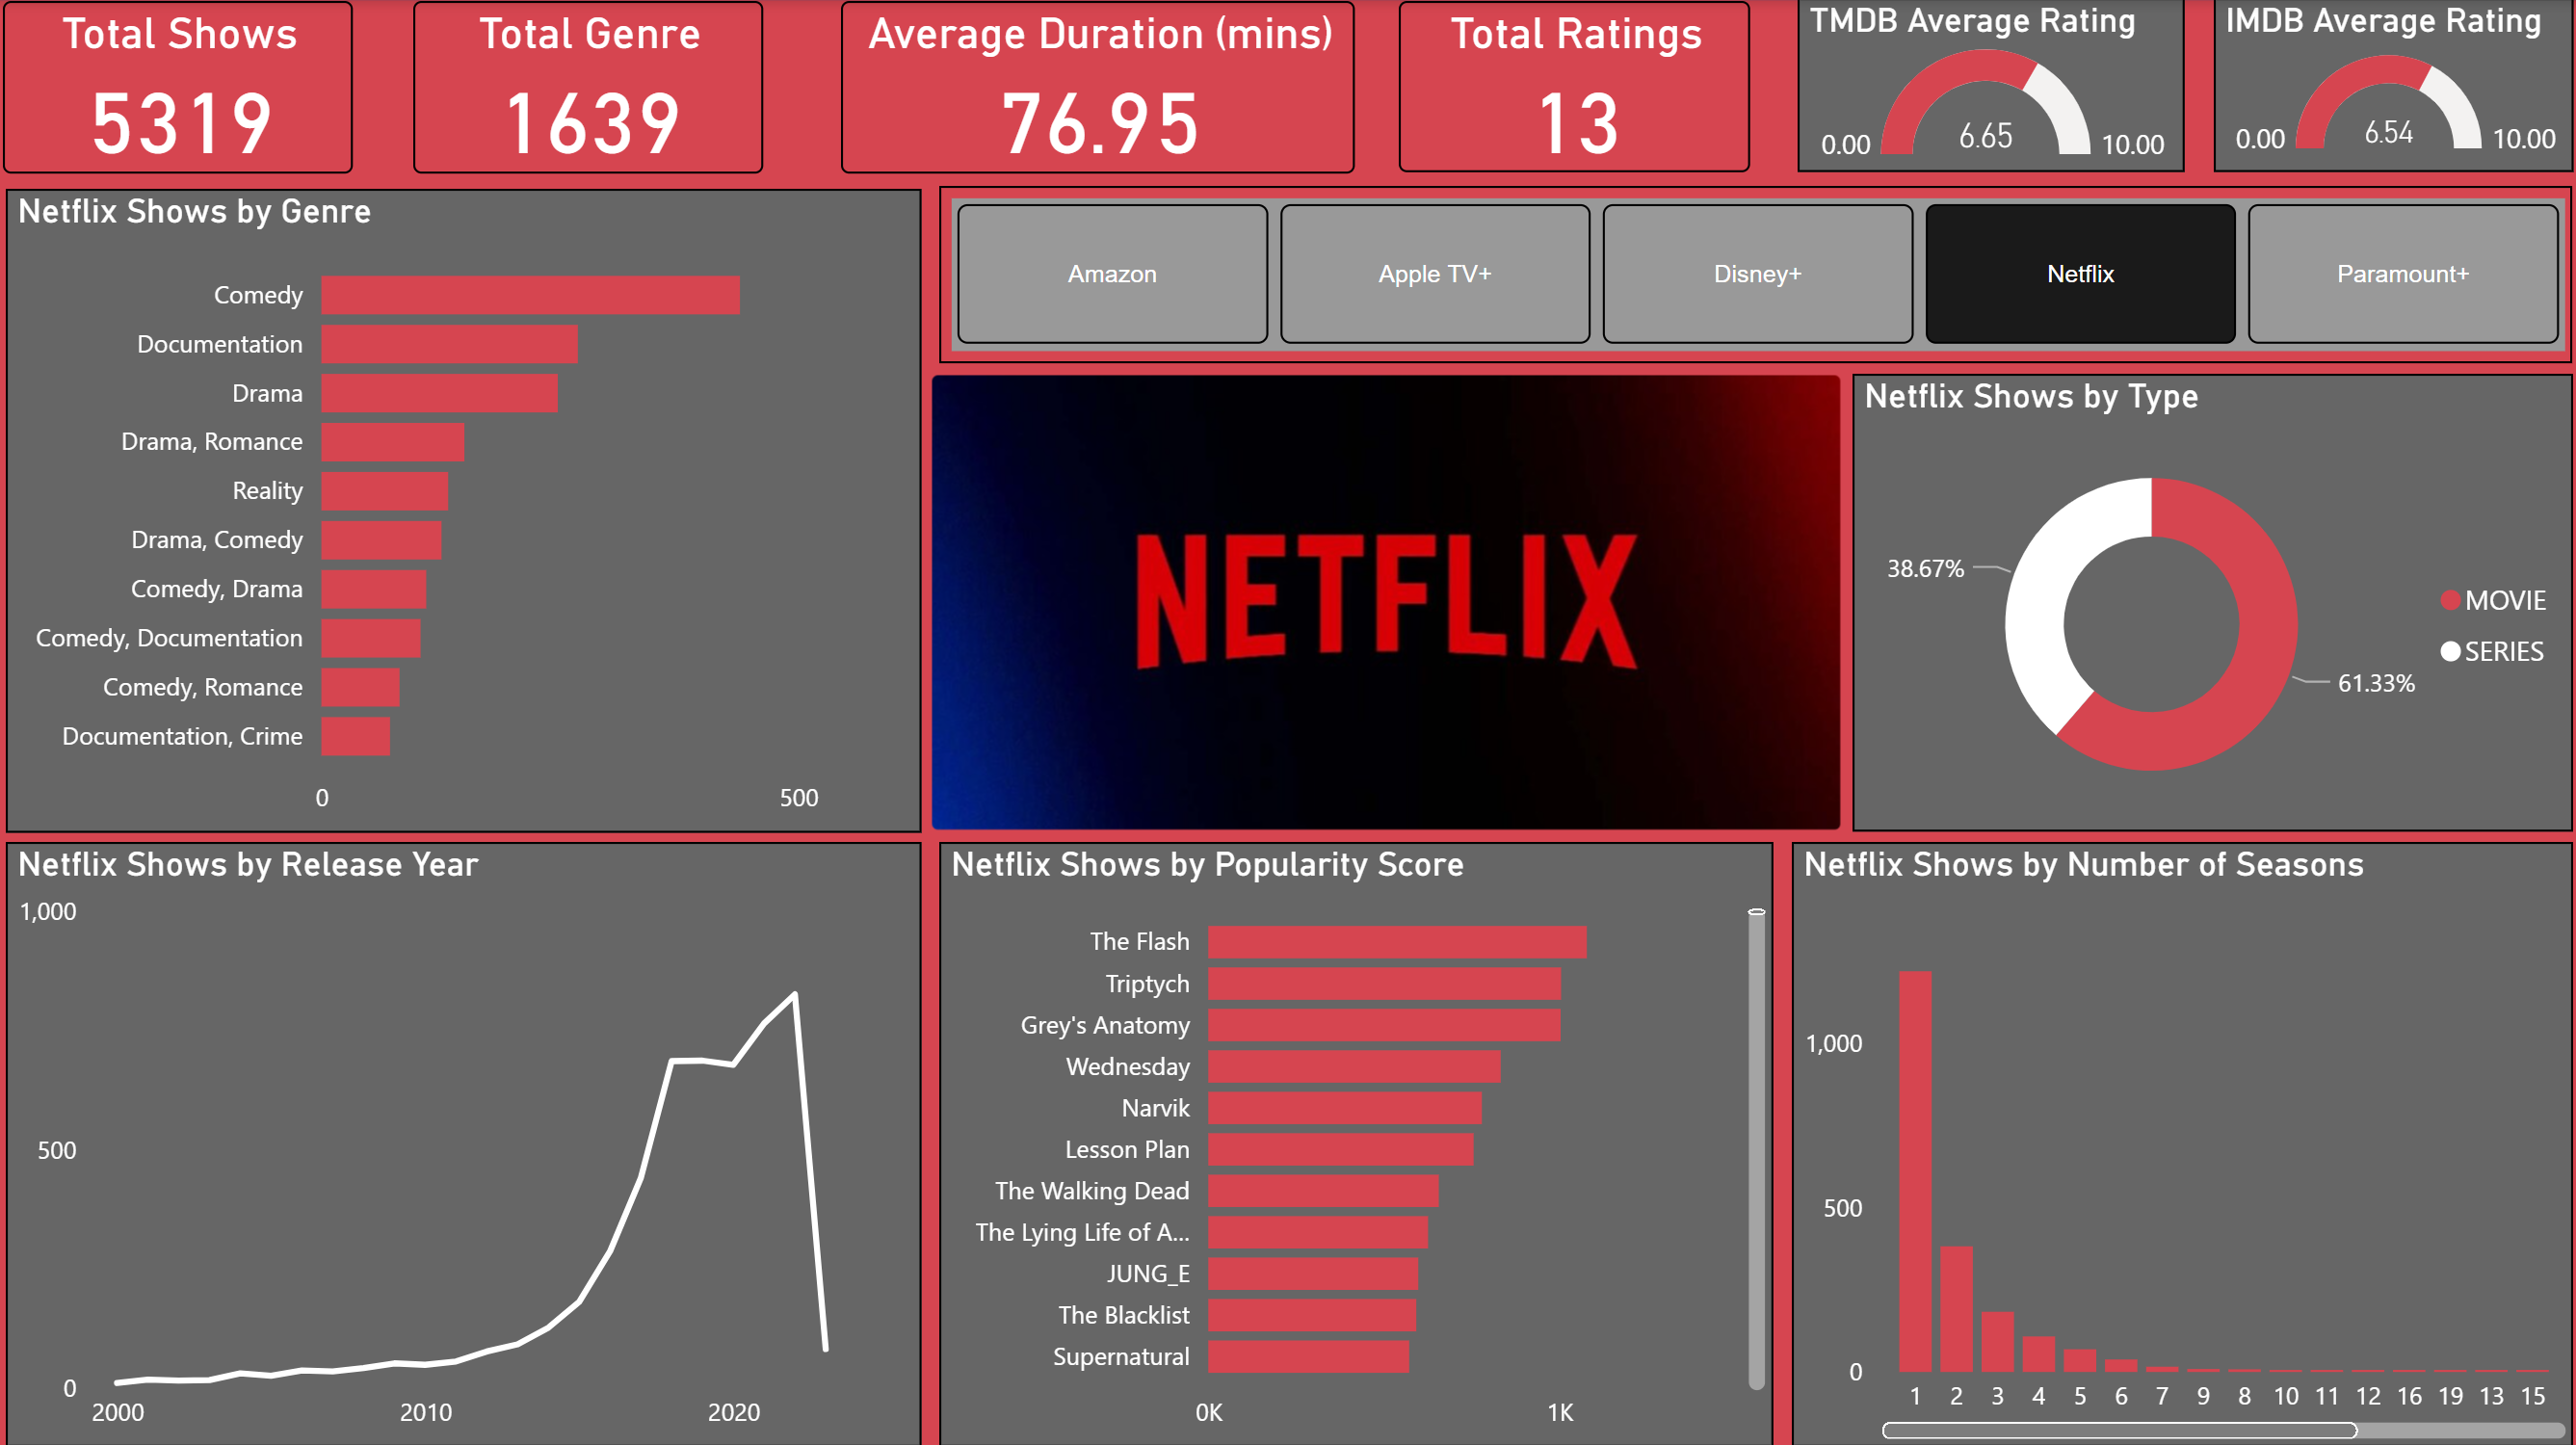 Total Shows
5319
Total Genre
1639
Average Duration (mins)
76.95
Total Ratings
13
TMDB Average Rating
0.00
6.65
10.00
IMDB Average Rating
0.00
6.54
10.00
Netflix Shows by Genre
Comedy
Documentation
Drama
Drama, Romance
Reality
Drama, Comedy
Comedy, Drama
Comedy, Documentation
Comedy, Romance
Documentation, Crime
0
500
Amazon
Apple TV+
Disney+
Netflix
Paramount+
NETFLIX
Netflix Shows by Type
38.67%
61.33%
MOVIE
SERIES
Netflix Shows by Release Year
1,000
500
0
2000
2010
2020
Netflix Shows by Popularity Score
The Flash
Triptych
Grey's Anatomy
Wednesday
Narvik
Lesson Plan
The Walking Dead
The Lying Life of A...
JUNG_E
The Blacklist
Supernatural
0K
1K
Netflix Shows by Number of Seasons
1,000
500
0
1 2 3 4 5 6 7 9 8 10 11 12 16 19 13 15